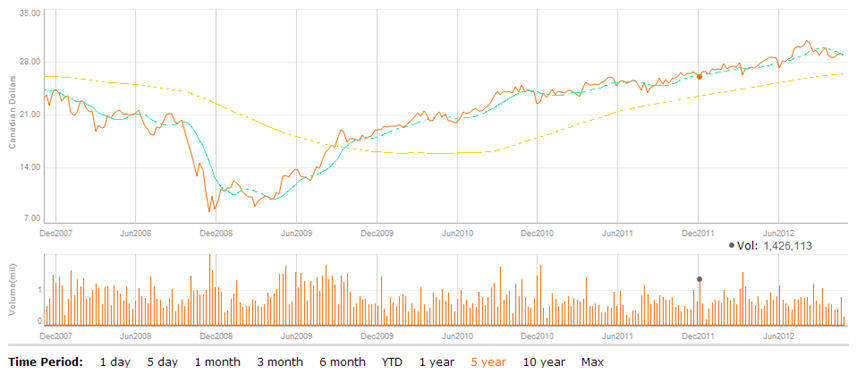 35.00
28.00
21.00
14.00
7.00
Canadian Dollars
Dec2007 Jun2008 Dec2008 Jun2009 Dec2009 Jun2010 Dec2010 Jun2011 Dec2011 Jun2012
Vol: 1,426,113
Volume(mil)
1
0
Dec2007 Jun2008 Dec2008 Jun2009 Dec2009 Jun2010 Dec2010 Jun2011 Dec2011 Jun2012
Time Period: 1 day 5 day 1 month 3 month 6 month YTD 1 year 5 year 10 year Max